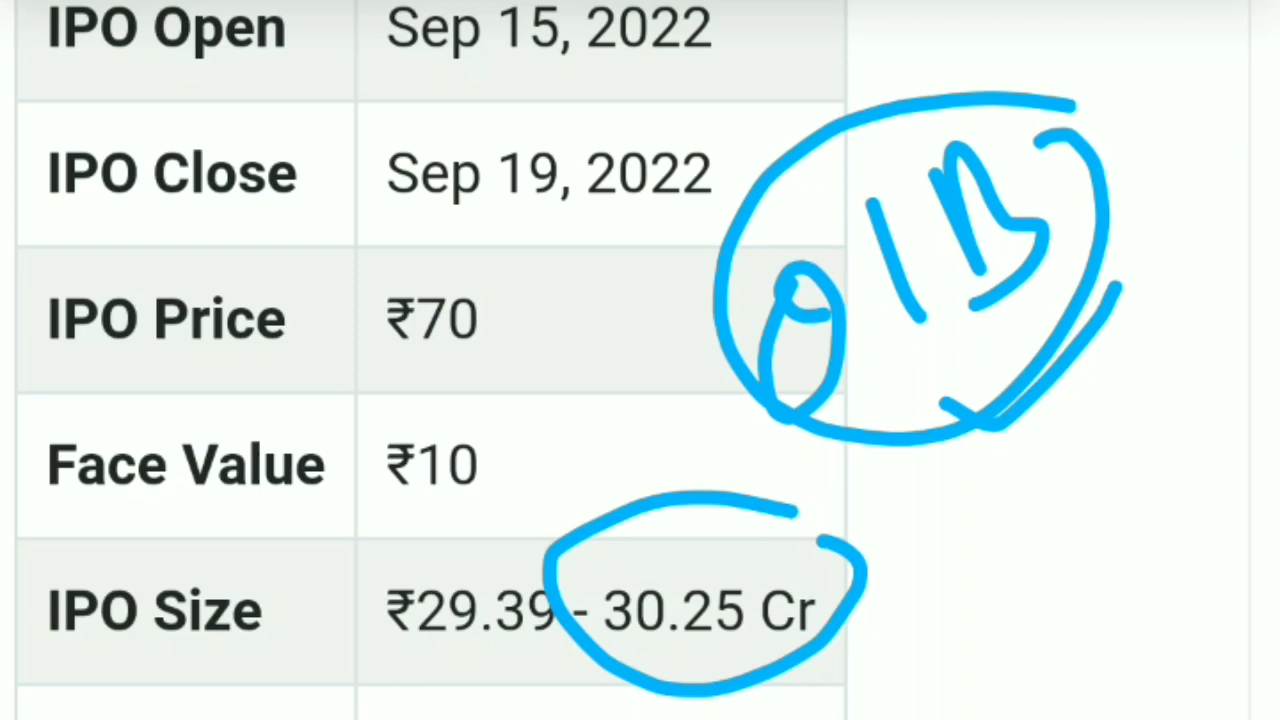 IPO Open Sep 15, 2022
IPO Close Sep 19, 2022
IPO Price ₹70
Face Value ₹10
IPO Size ₹29.39 - 30.25 Cr